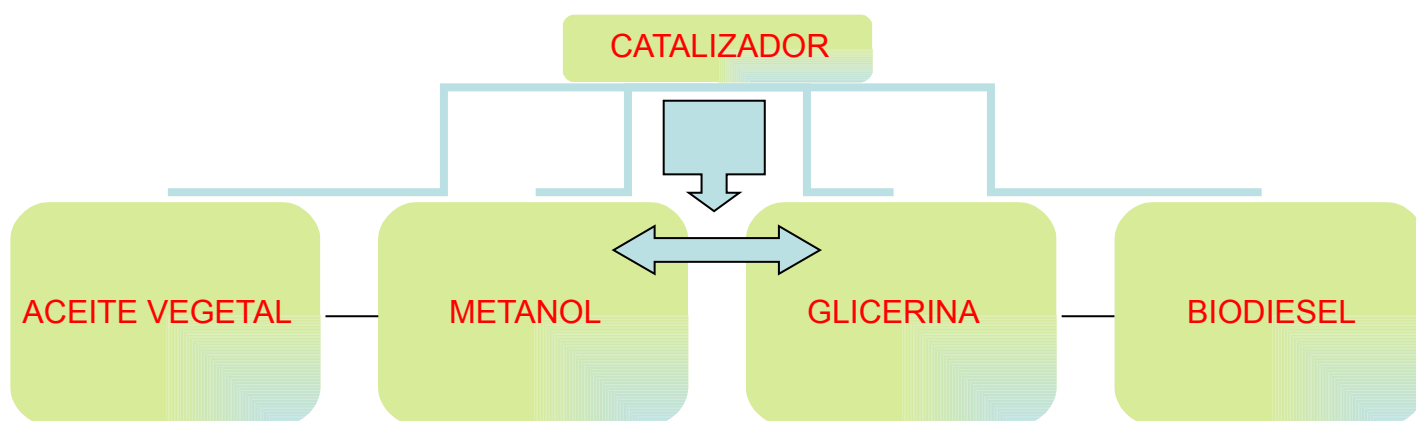 CATALIZADOR
ACEITE VEGETAL
METANOL
GLICERINA
BIODIESEL